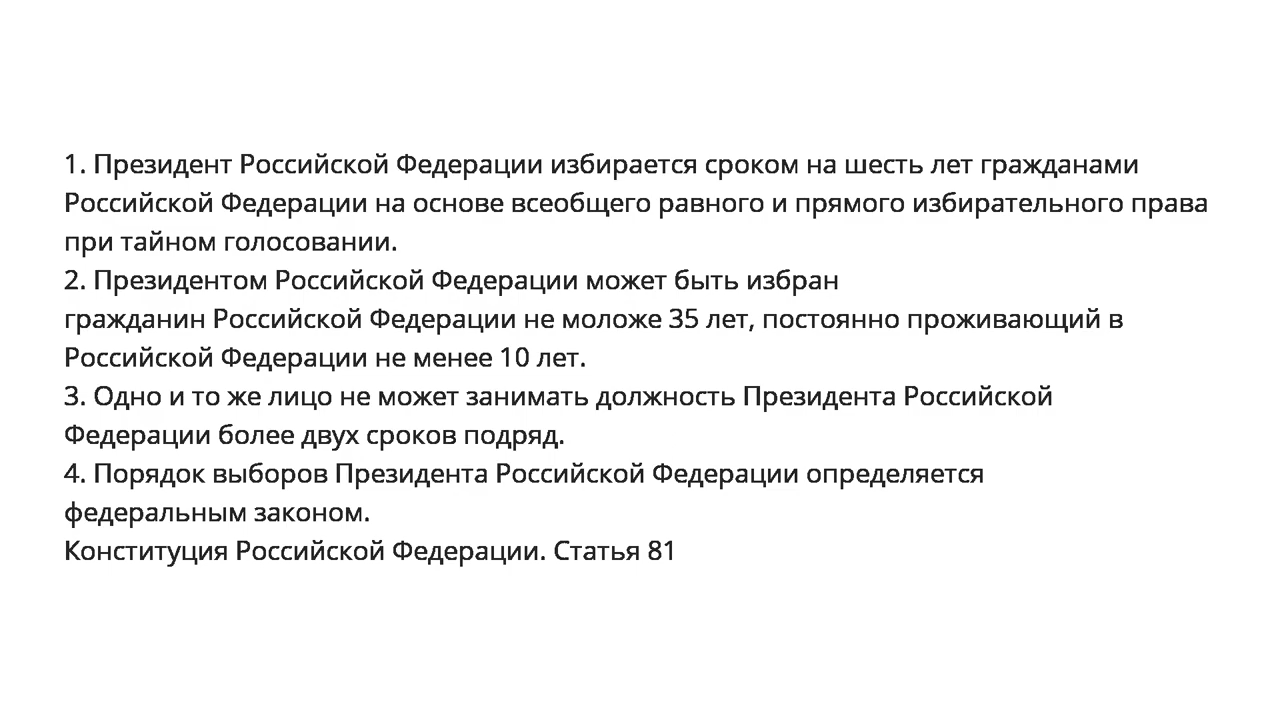 1. Президент Российской Федерации избирается сроком на шесть лет гражданами
Российской Федерации на основе всеобщего равного и прямого избирательного права
при тайном голосовании.
2. Президентом Российской Федерации может быть избран
гражданин Российской Федерации не моложе 35 лет, постоянно проживающий в
Российской Федерации не менее 10 лет.
3. Одно и то же лицо не может занимать должность Президента Российской
Федерации более двух сроков подряд.
4. Порядок выборов Президента Российской Федерации определяется
федеральным законом.
Конституция Российской Федерации. Статья 81